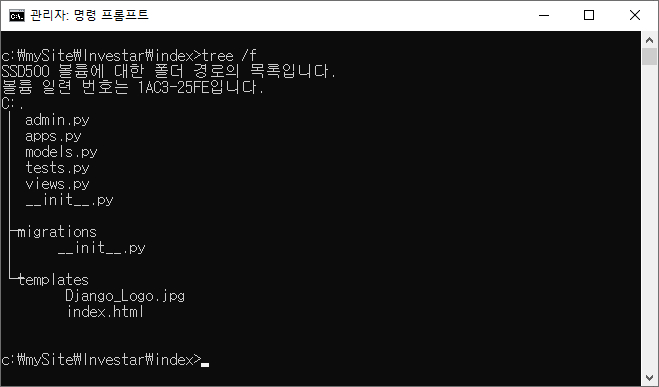 관리자: 명령 프롬프트
c:\mySite\Investar\index>tree /f
SSD500 볼륨에 대한 폴더 경로의 목록입니다.
볼륨 일련 번호는 1AC3-25FE입니다.
C:.
admin.py
apps.py
models.py
tests.py
views.py
__init__.py
migrations
__init__.py
templates
Django_Logo.jpg
index.html
c:\mySite\Investar\index>